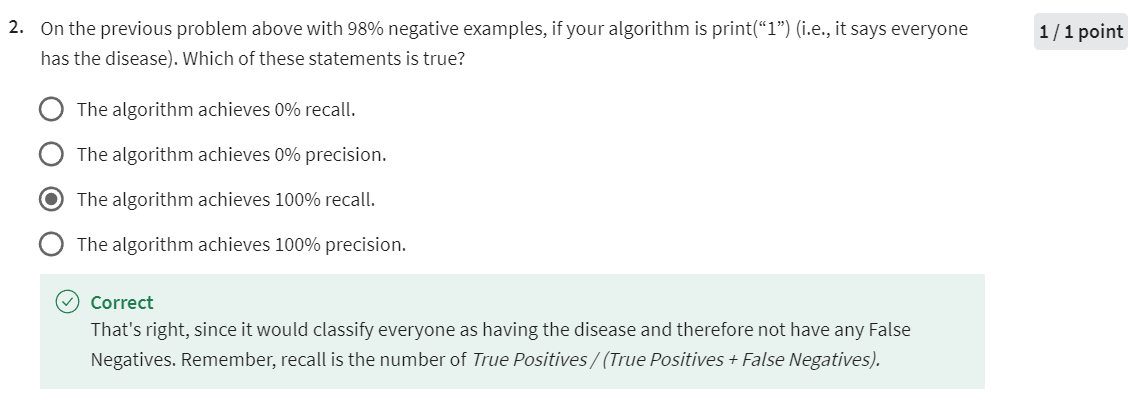 2. On the previous problem above with 98% negative examples, if your algorithm is print(“1”) (i.e., it says everyone
has the disease). Which of these statements is true?
1 / 1 point
The algorithm achieves 0% recall.
The algorithm achieves 0% precision.
The algorithm achieves 100% recall.
The algorithm achieves 100% precision.
Correct
That's right, since it would classify everyone as having the disease and therefore not have any False
Negatives. Remember, recall is the number of True Positives / (True Positives + False Negatives).